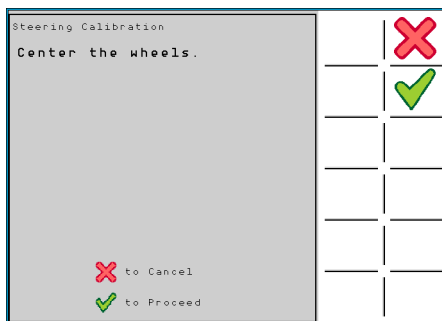 Steering Calibration
Center the wheels.
to Cancel
to Proceed